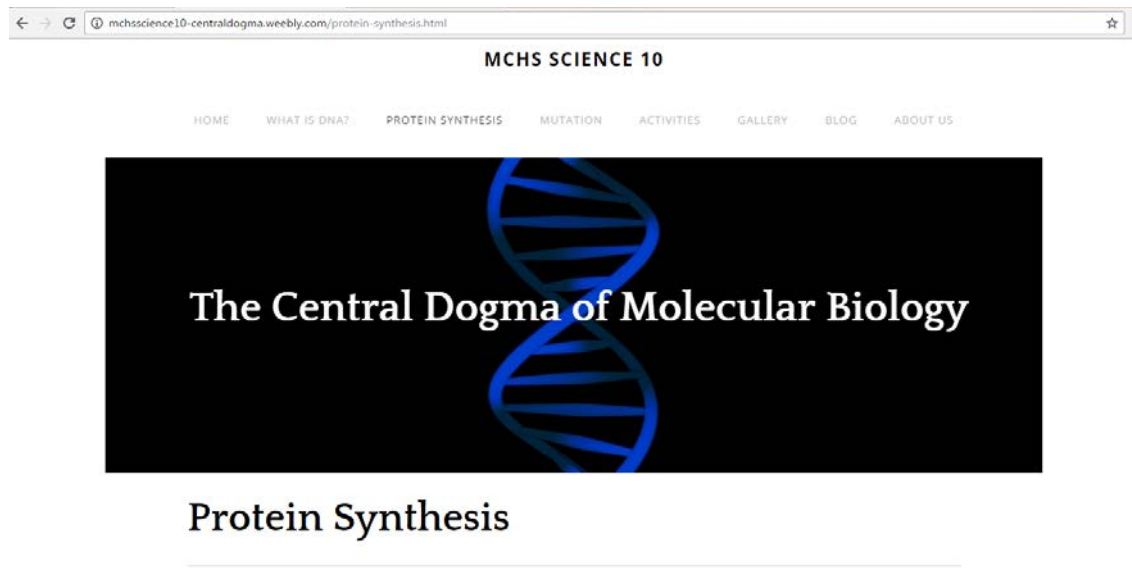 mchsscience10-centraldogma.weebly.com/protein-synthesis.html
MCHS SCIENCE 10
HOME WHAT IS DNA? PROTEIN SYNTHESIS MUTATION ACTIVITIES GALLERY BLOG ABOUT US
The Central Dogma of Molecular Biology
Protein Synthesis